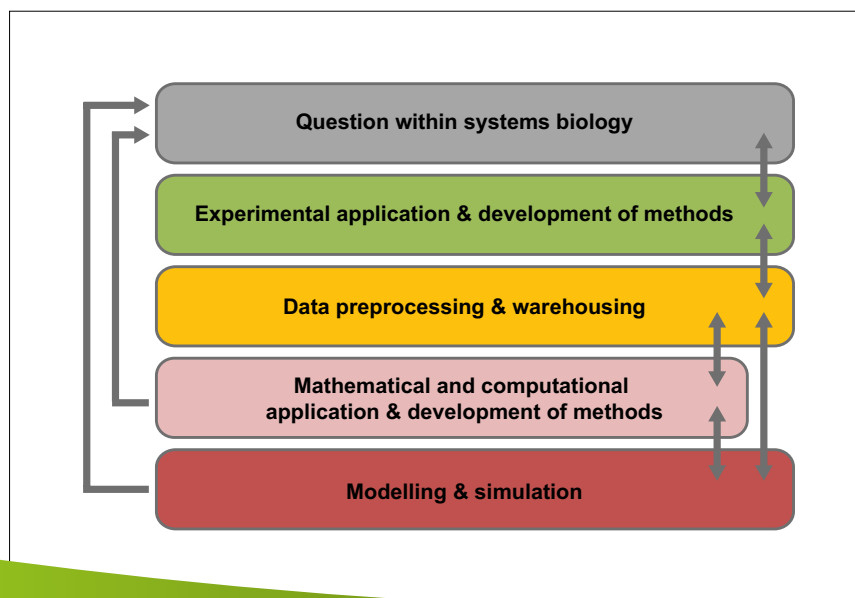 Question within systems biology
Experimental application & development of methods
Data preprocessing & warehousing
Mathematical and computational
application & development of methods
Modelling & simulation